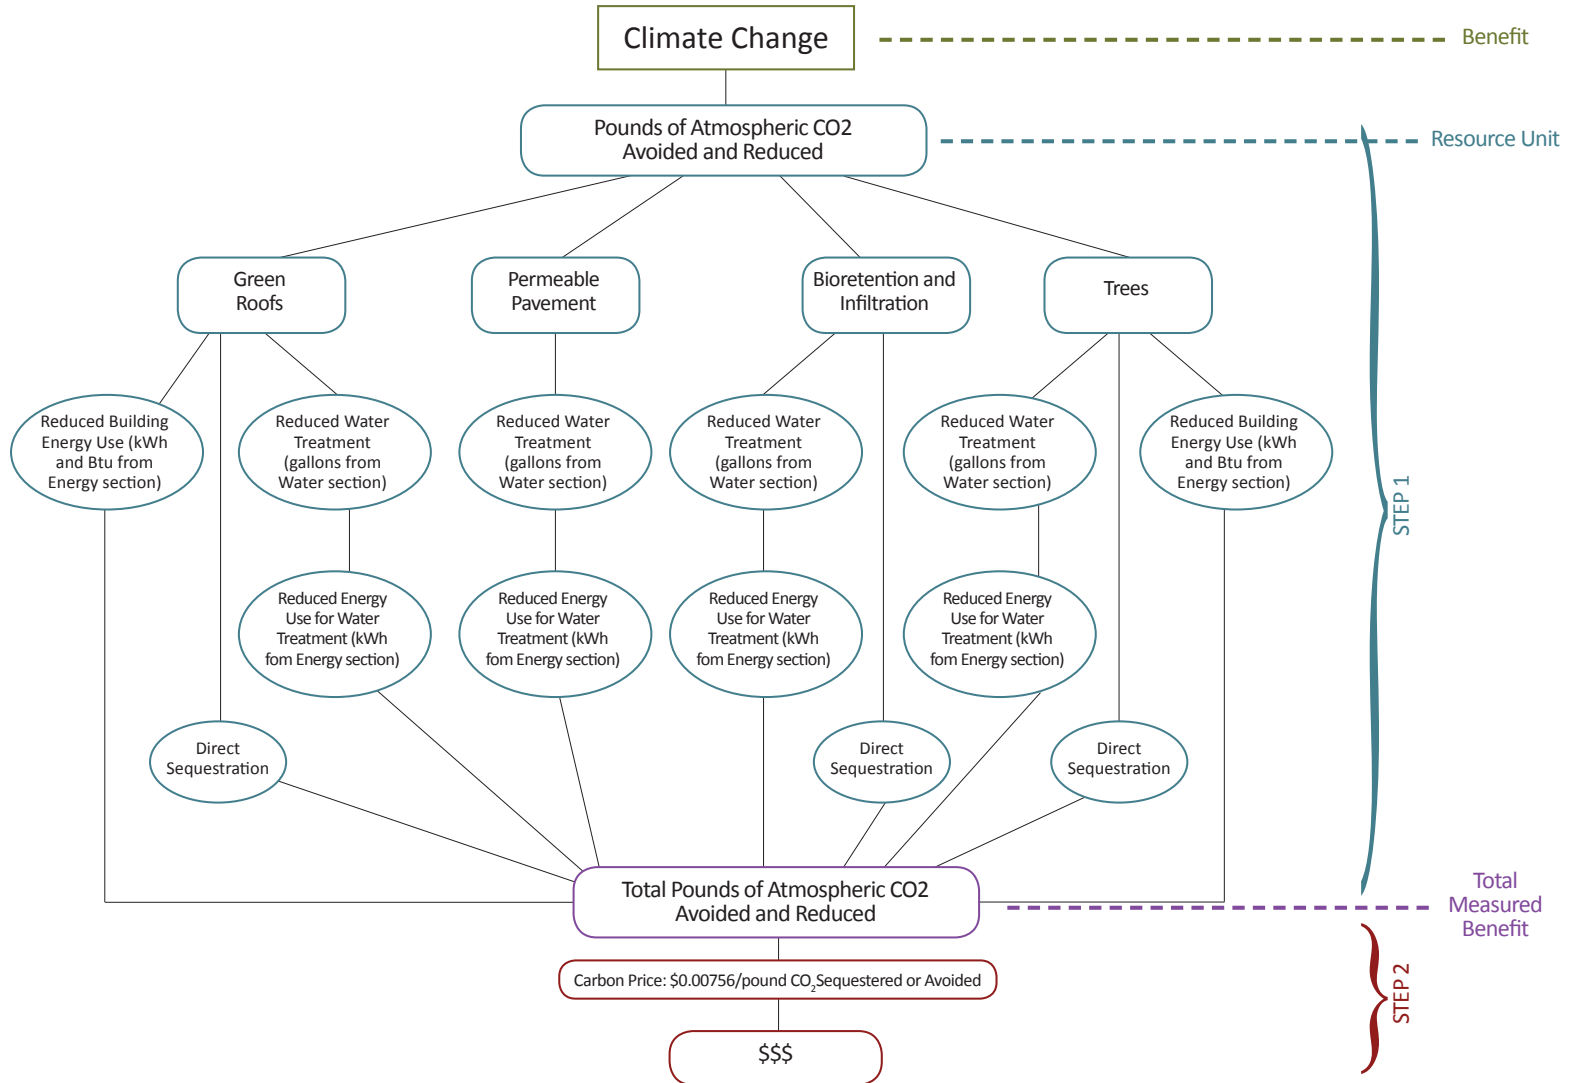 Climate Change
Benefit
Pounds of Atmospheric CO2
Avoided and Reduced
Resource Unit
Green
Roofs
Permeable
Pavement
Bioretention and
Infiltration
Trees
Reduced Building
Energy Use (kWh
and Btu from
Energy section)
Reduced Water
Treatment
(gallons from
Water section)
Reduced Water
Treatment
(gallons from
Water section)
Reduced Water
Treatment
(gallons from
Water section)
Reduced Water
Treatment
(gallons from
Water section)
Reduced Building
Energy Use (kWh
and Btu from
Energy section)
STEP 1
Reduced Energy
Use for Water
Treatment (kWh
fom Energy section)
Reduced Energy
Use for Water
Treatment (kWh
fom Energy section)
Reduced Energy
Use for Water
Treatment (kWh
fom Energy section)
Reduced Energy
Use for Water
Treatment (kWh
fom Energy section)
Direct
Sequestration
Direct
Sequestration
Direct
Sequestration
Total Pounds of Atmospheric CO2
Avoided and Reduced
Total
Measured
Benefit
Carbon Price: $0.00756/pound CO₂Sequestered or Avoided
STEP 2
$$$